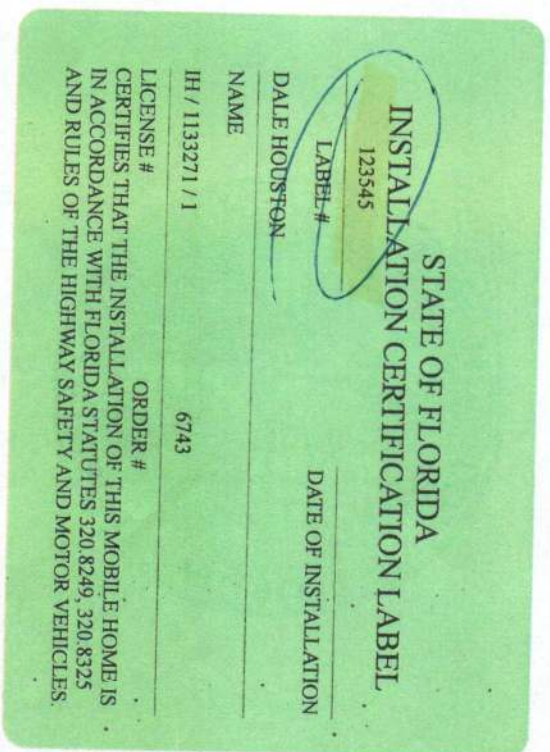 STATE OF FLORIDA
INSTALLATION CERTIFICATION LABEL
123545
LABEL # DATE OF INSTALLATION
DALE HOUSTON
NAME
IH / 1133271 / 1 6743
LICENSE # ORDER #
CERTIFIES THAT THE INSTALLATION OF THIS MOBILE HOME IS
IN ACCORDANCE WITH FLORIDA STATUTES 320.8249, 320.8325
AND RULES OF THE HIGHWAY SAFETY AND MOTOR VEHICLES.